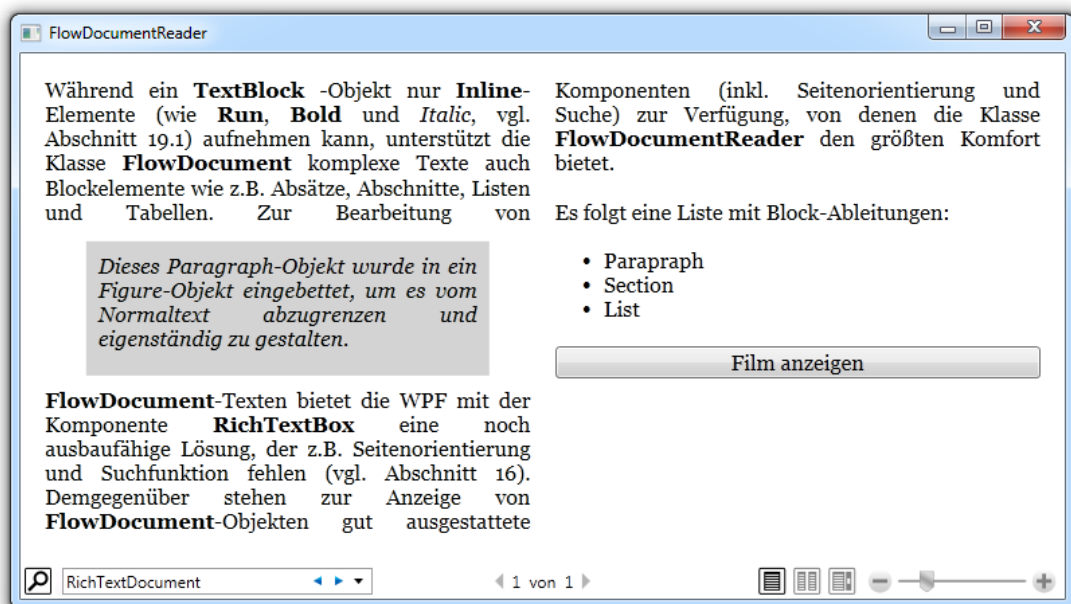 FlowDocumentReader
Während ein TextBlock -Objekt nur Inline-
Elemente (wie Run, Bold und Italic, vgl.
Abschnitt 19.1) aufnehmen kann, unterstützt die
Klasse FlowDocument komplexe Texte auch
Blockelemente wie z.B. Absätze, Abschnitte, Listen
und Tabellen. Zur Bearbeitung von
Dieses Paragraph-Objekt wurde in ein
Figure-Objekt eingebettet, um es vom
Normaltext abzugrenzen und
eigenständig zu gestalten.
FlowDocument-Texten bietet die WPF mit der
Komponente RichTextBox eine noch
ausbaufähige Lösung, der z.B. Seitenorientierung
und Suchfunktion fehlen (vgl. Abschnitt 16).
Demgegenüber stehen zur Anzeige von
FlowDocument-Objekten gut ausgestattete
Komponenten (inkl. Seitenorientierung und
Suche) zur Verfügung, von denen die Klasse
FlowDocumentReader den größten Komfort
bietet.
Es folgt eine Liste mit Block-Ableitungen:
• Parapraph
• Section
• List
Film anzeigen
RichTextDocument
1 von 1